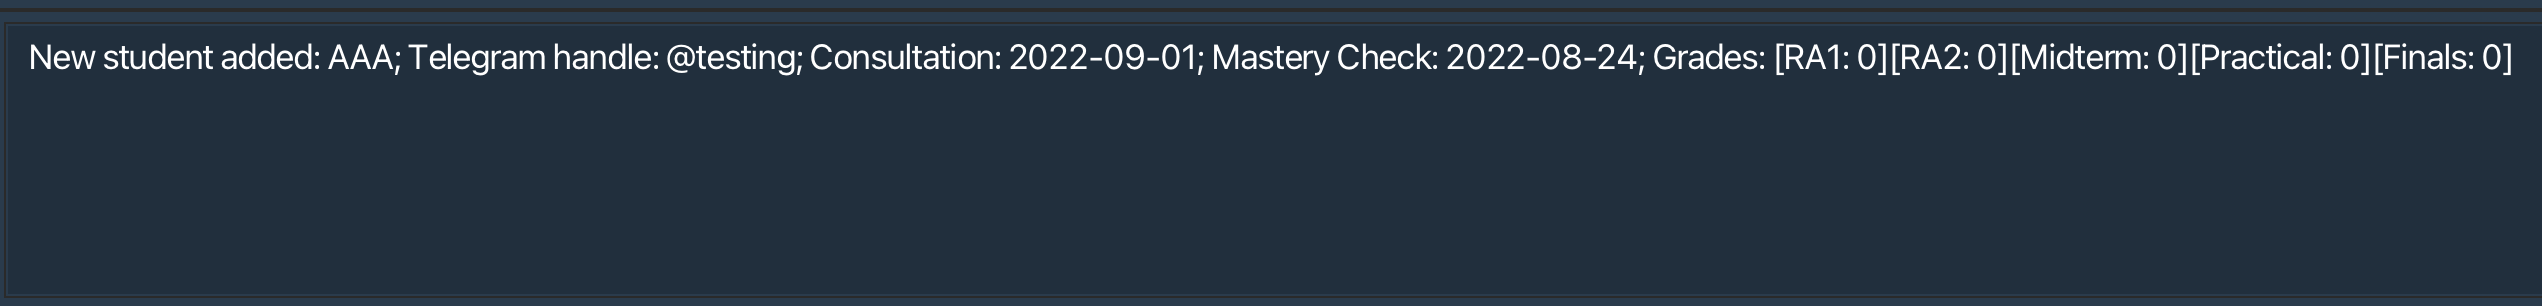 New student added: AAA; Telegram handle: @testing; Consultation: 2022-09-01; Mastery Check: 2022-08-24; Grades: [RA1: 0][RA2: 0][Midterm: 0][Practical: 0][Finals: 0]